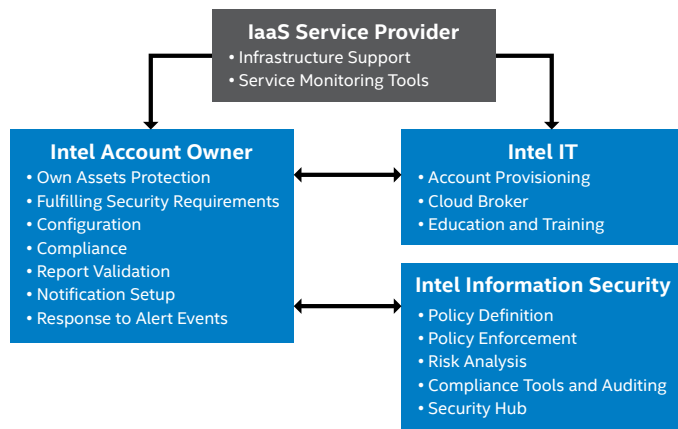 IaaS Service Provider
• Infrastructure Support
• Service Monitoring Tools
Intel Account Owner
• Own Assets Protection
• Fulfilling Security Requirements
• Configuration
• Compliance
• Report Validation
• Notification Setup
• Response to Alert Events
Intel IT
• Account Provisioning
• Cloud Broker
• Education and Training
Intel Information Security
• Policy Definition
• Policy Enforcement
• Risk Analysis
• Compliance Tools and Auditing
• Security Hub